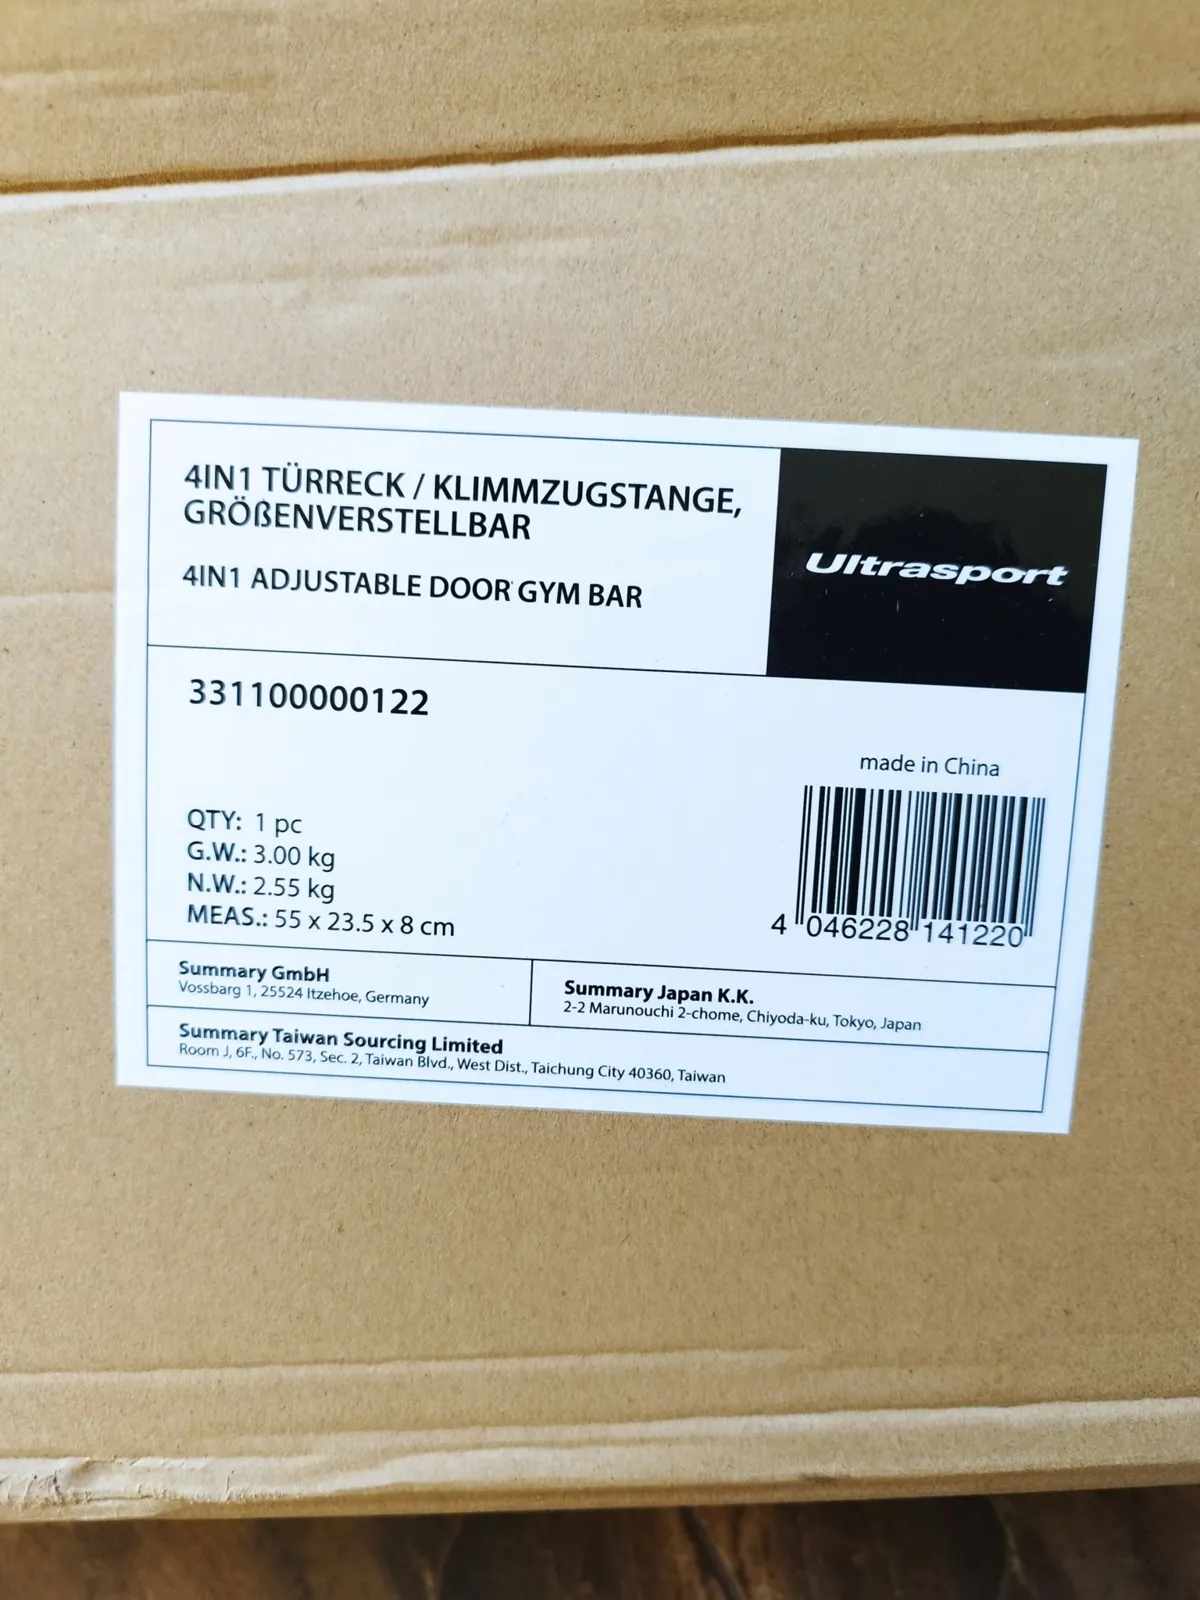 4IN1 TÜRRECK / KLIMMZUGSTANGE,
GRÖßENVERSTELLBAR
4IN1 ADJUSTABLE DOOR GYM BAR
Ultrasport
331100000122
made in China
QTY: 1 pc
G.W.: 3.00 kg
N.W.: 2.55 kg
MEAS.: 55 x 23.5 x 8 cm
4 046228 141220
Summary GmbH
Vossbarg 1, 25524 Itzehoe, Germany
Summary Japan K.K.
2-2 Marunouchi 2-chome, Chiyoda-ku, Tokyo, Japan
Summary Taiwan Sourcing Limited
Room J, 6F., No. 573, Sec. 2, Taiwan Blvd., West Dist., Taichung City 40360, Taiwan